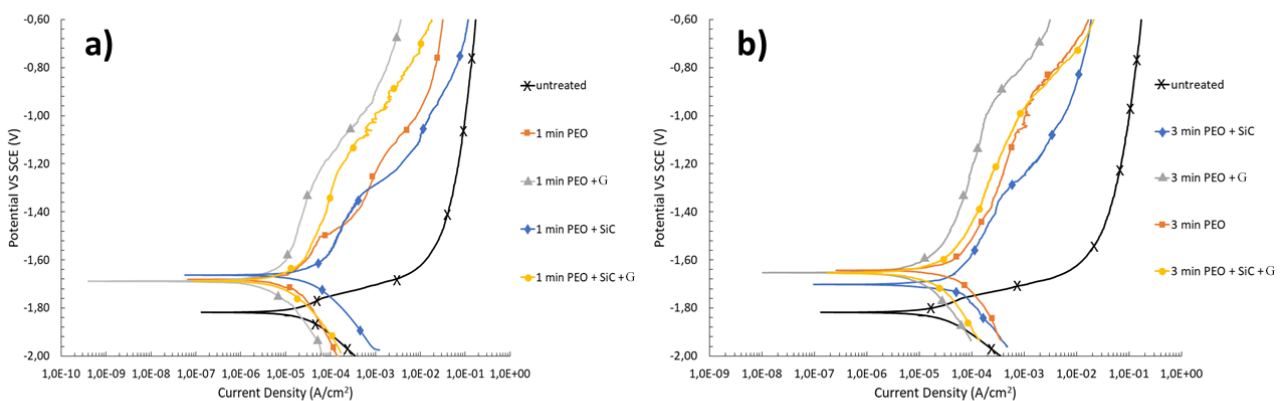 a)
-0,60
-0,80
-1,00
-1,20
-1,40
-1,60
-1,80
-2,00
Potential VS SCE (V)
1,0E-10 1,0E-09 1,0E-08 1,0E-07 1,0E-06 1,0E-05 1,0E-04 1,0E-03 1,0E-02 1,0E-01 1,0E+00
Current Density (A/cm²)
untreated
1 min PEO
1 min PEO + G
1 min PEO + SiC
1 min PEO + SiC + G
b)
-0,60
-0,80
-1,00
-1,20
-1,40
-1,60
-1,80
-2,00
Potential VS SCE (V)
1,0E-09 1,0E-08 1,0E-07 1,0E-06 1,0E-05 1,0E-04 1,0E-03 1,0E-02 1,0E-01 1,0E+00
Current Density (A/cm²)
untreated
3 min PEO + SiC
3 min PEO + G
3 min PEO
3 min PEO + SiC + G